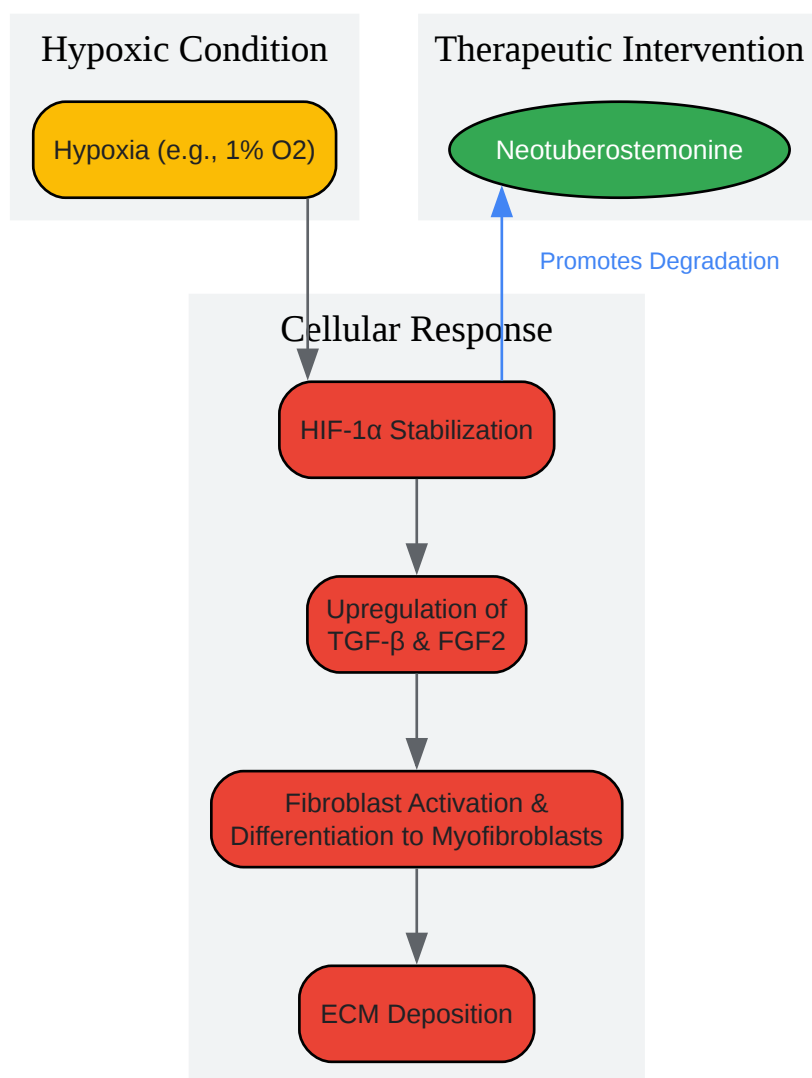 Hypoxic Condition
Therapeutic Intervention
Hypoxia (e.g., 1% O2)
Neotuberostemonine
Promotes Degradation
Cellular Response
HIF-1α Stabilization
Upregulation of
TGF-β & FGF2
Fibroblast Activation &
Differentiation to Myofibroblasts
ECM Deposition